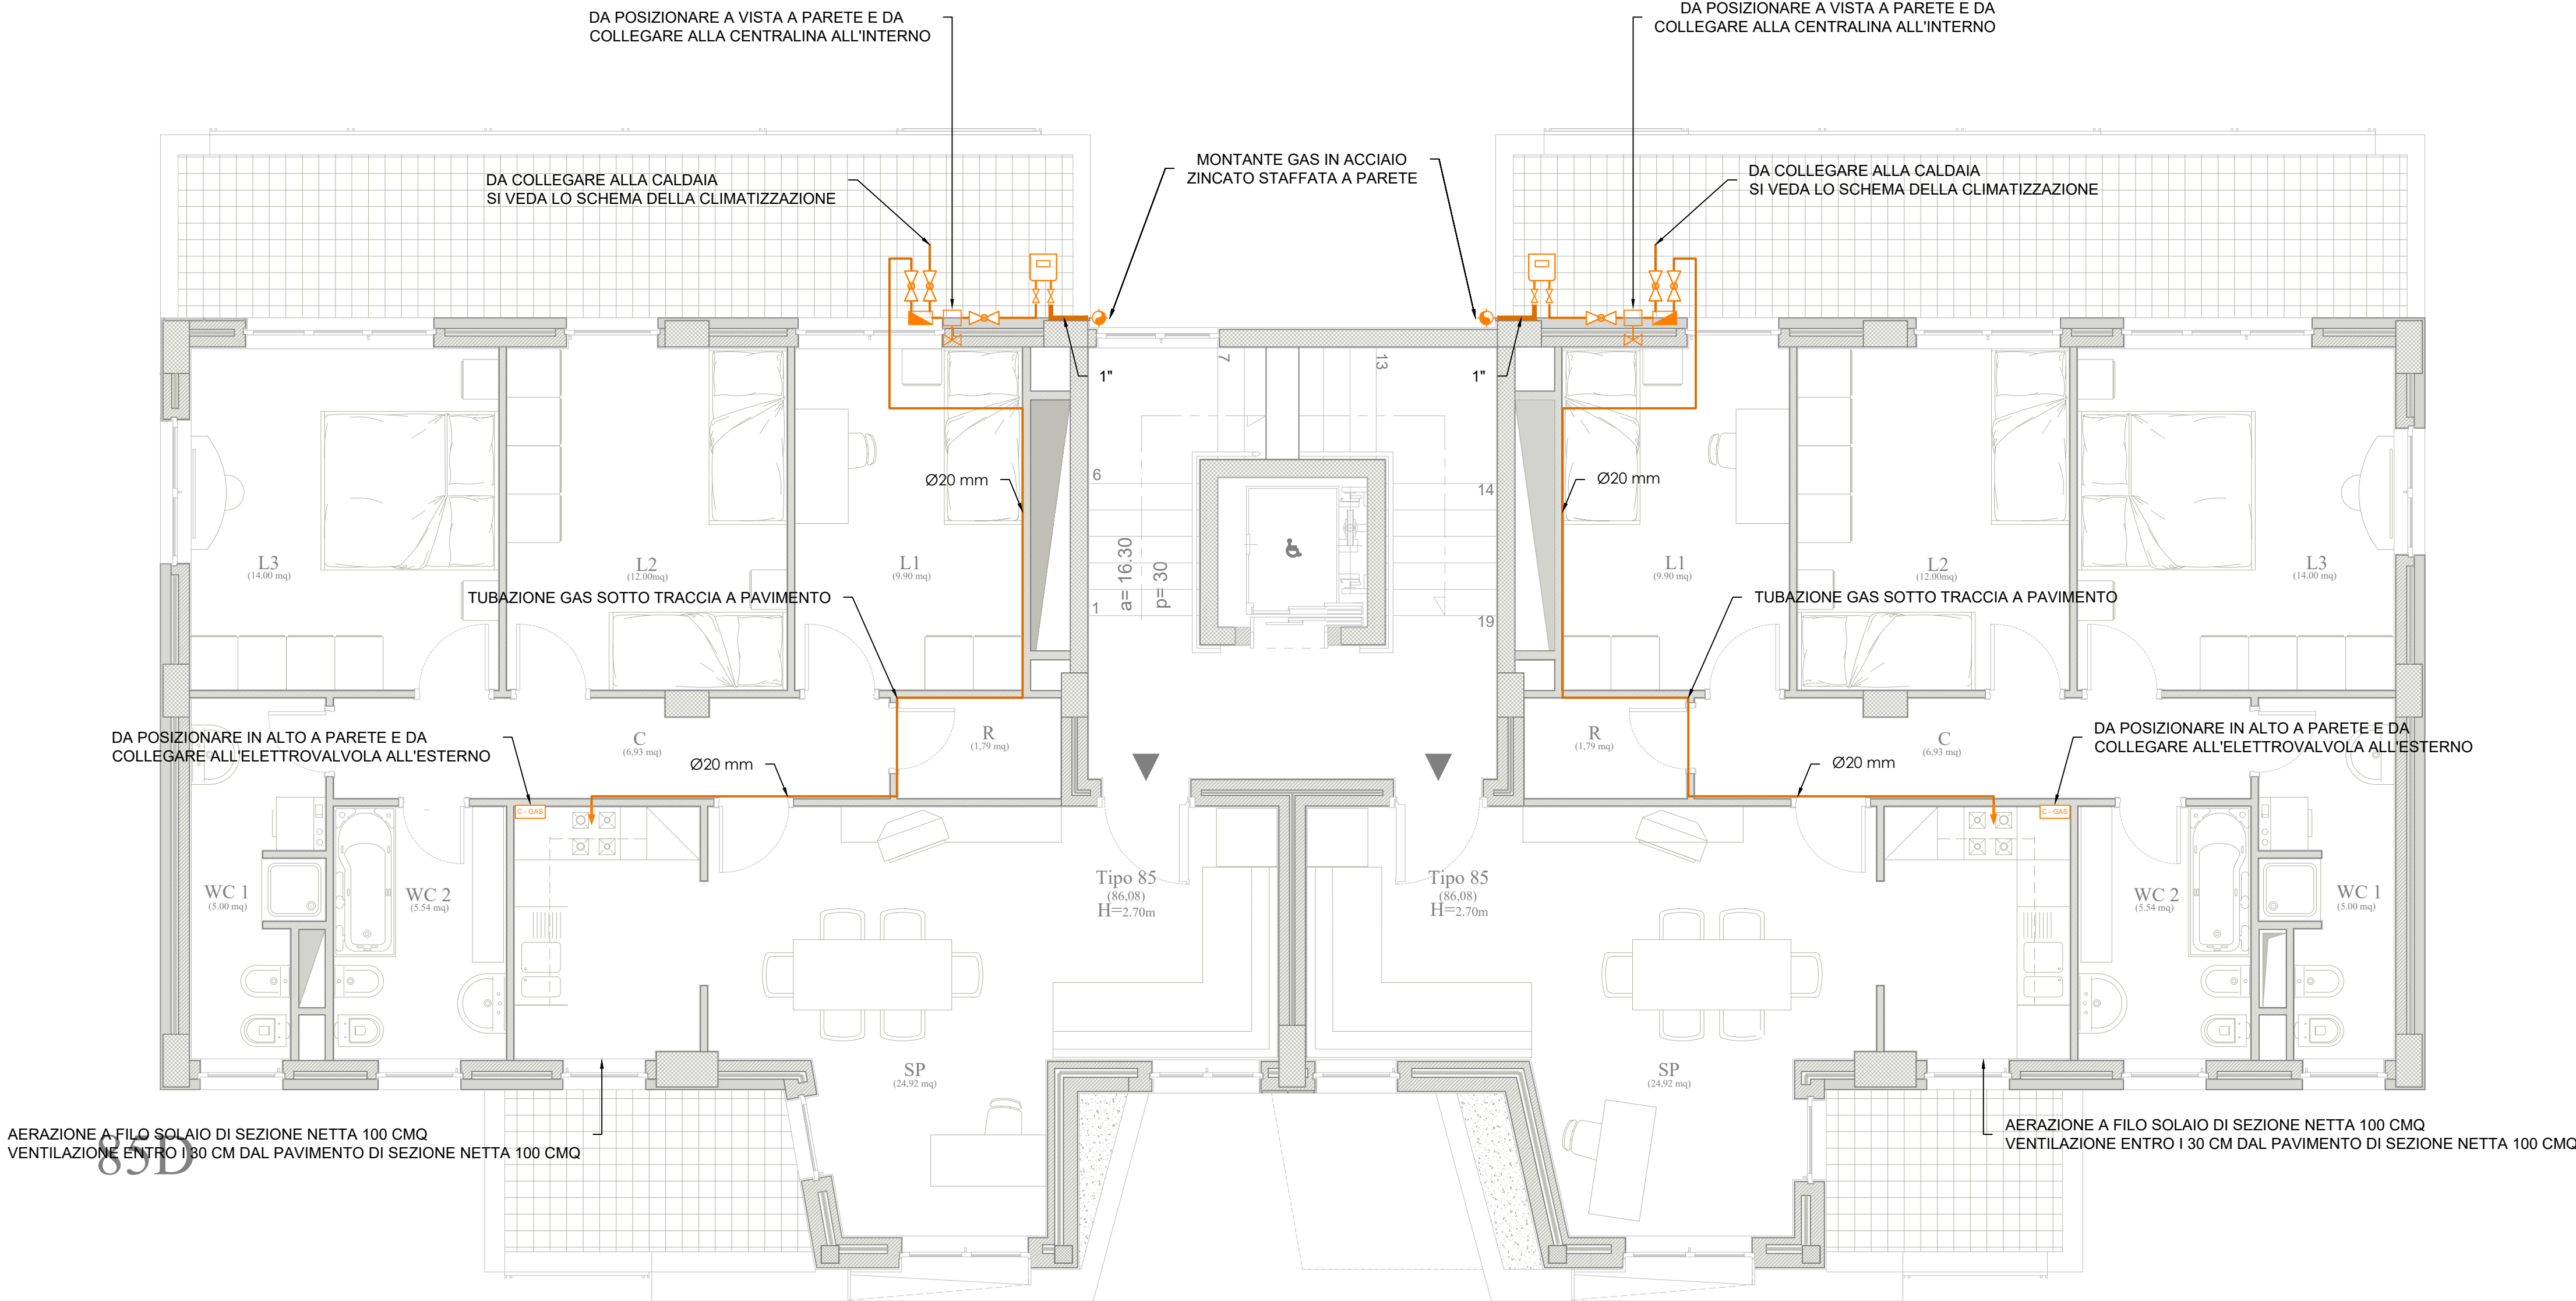 DA POSIZIONARE A VISTA A PARETE E DA
COLLEGARE ALLA CENTRALINA ALL'INTERNO
DA POSIZIONARE A VISTA A PARETE E DA
COLLEGARE ALLA CENTRALINA ALL'INTERNO
MONTANTE GAS IN ACCIAIO
ZINCATO STAFFATA A PARETE
DA COLLEGARE ALLA CALDAIA
SI VEDA LO SCHEMA DELLA CLIMATIZZAZIONE
DA COLLEGARE ALLA CALDAIA
SI VEDA LO SCHEMA DELLA CLIMATIZZAZIONE
7
13
1"
1"
6
14
Ø20 mm
Ø20 mm
L3
(14.00 mq)
L2
(12.00mq)
L1
(9.90 mq)
a= 16.30
p= 30
L1
(9.90 mq)
L2
(12.00mq)
L3
(14.00 mq)
TUBAZIONE GAS SOTTO TRACCIA A PAVIMENTO
1
19
TUBAZIONE GAS SOTTO TRACCIA A PAVIMENTO
DA POSIZIONARE IN ALTO A PARETE E DA
COLLEGARE ALL'ELETTROVALVOLA ALL'ESTERNO
C
(6,93 mq)
R
(1,79 mq)
R
(1,79 mq)
C
(6,93 mq)
DA POSIZIONARE IN ALTO A PARETE E DA
COLLEGARE ALL'ELETTROVALVOLA ALL'ESTERNO
Ø20 mm
Ø20 mm
C - GAS
C - GAS
WC 1
(5.00 mq)
WC 2
(5.54 mq)
Tipo 85
(86,08)
H=2.70m
Tipo 85
(86,08)
H=2.70m
WC 2
(5.54 mq)
WC 1
(5.00 mq)
SP
(24,92 mq)
SP
(24,92 mq)
AERAZIONE A FILO SOLAIO DI SEZIONE NETTA 100 CMQ
VENTILAZIONE ENTRO I 30 CM DAL PAVIMENTO DI SEZIONE NETTA 100 CMQ
85D
AERAZIONE A FILO SOLAIO DI SEZIONE NETTA 100 CMQ
VENTILAZIONE ENTRO I 30 CM DAL PAVIMENTO DI SEZIONE NETTA 100 CMQ